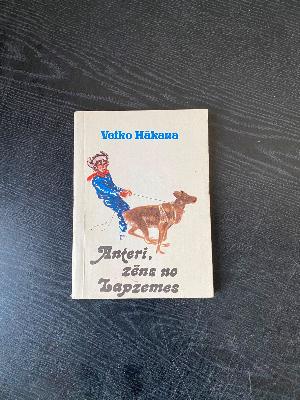 Veiko Hākana
Anteri,
zēns no
Lapzemes